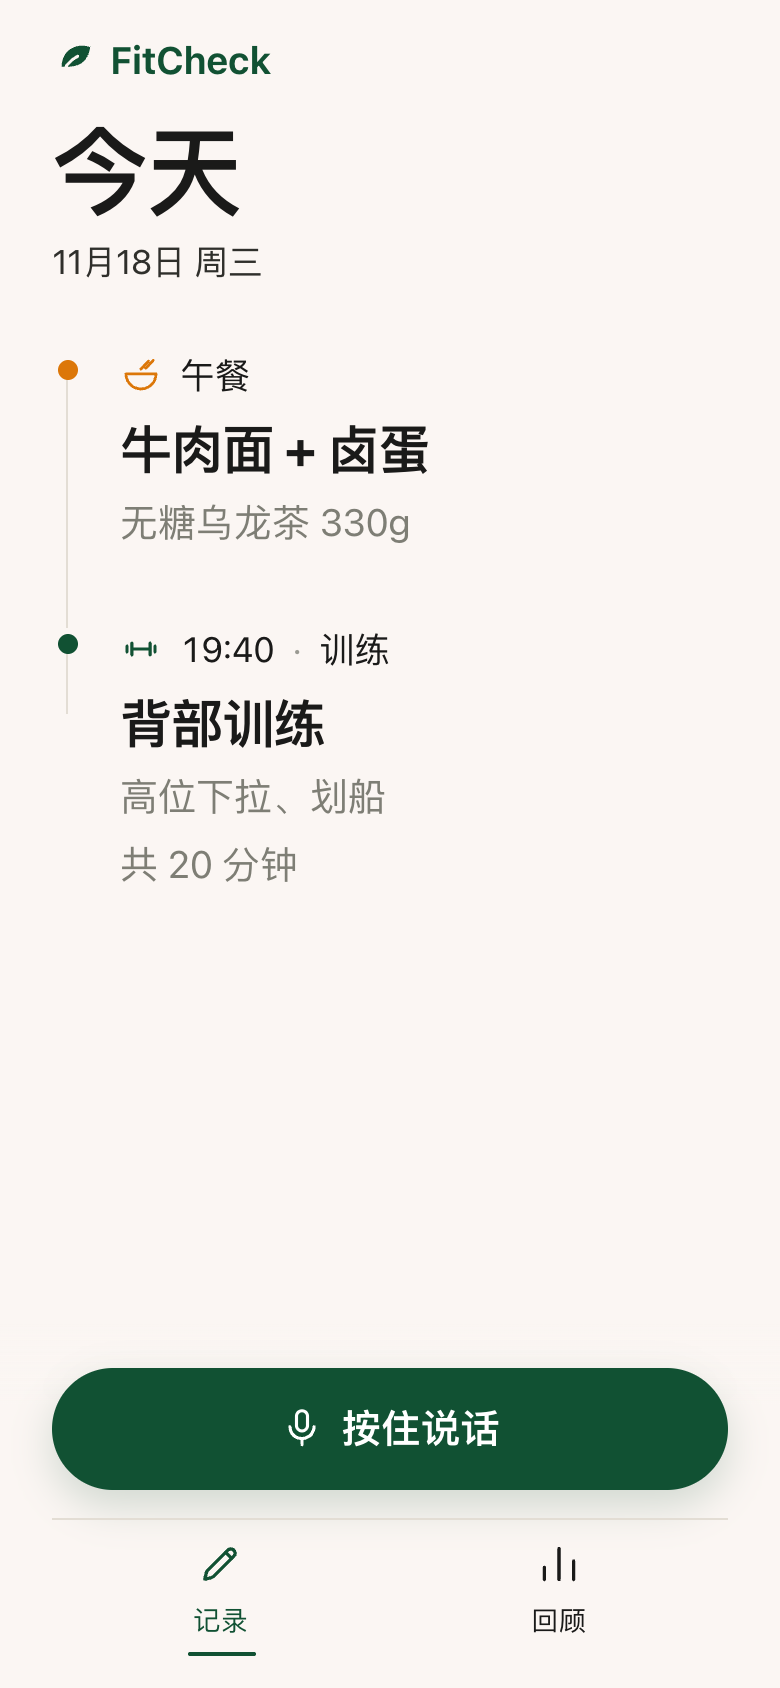 FitCheck
今天
11月18日 周三
午餐
牛肉面 + 卤蛋
无糖乌龙茶 330g
19:40 · 训练
背部训练
高位下拉、划船
共 20 分钟
按住说话
记录
回顾